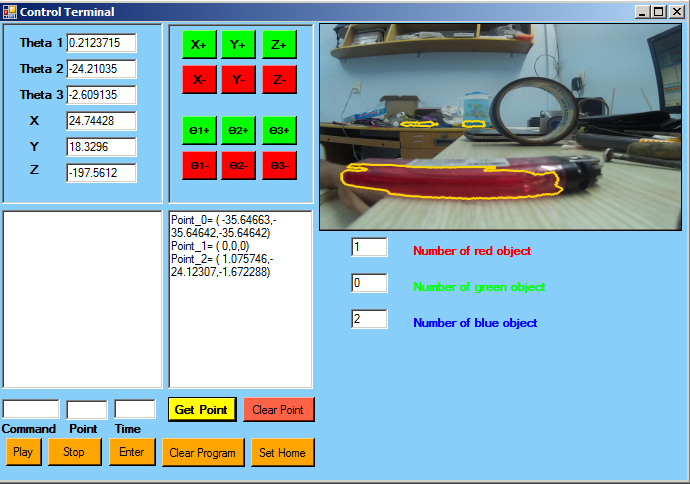 Control Terminal
Theta 1 0.2123715
Theta 2 -24.21035
Theta 3 -2.609135
X 24.74428
Y 18.3296
Z -197.5612
X+ Y+ Z+
X- Y- Z-
ϴ1+ ϴ2+ ϴ3+
ϴ1- ϴ2- ϴ3-
Point_0= ( -35.64663,-
35.64642,-35.64642)
Point_1= ( 0,0,0)
Point_2= ( 1.075746,-
24.12307,-1.672288)
1 Number of red object
0 Number of green object
2 Number of blue object
Get Point Clear Point
Command Point Time
Play Stop Enter Clear Program Set Home